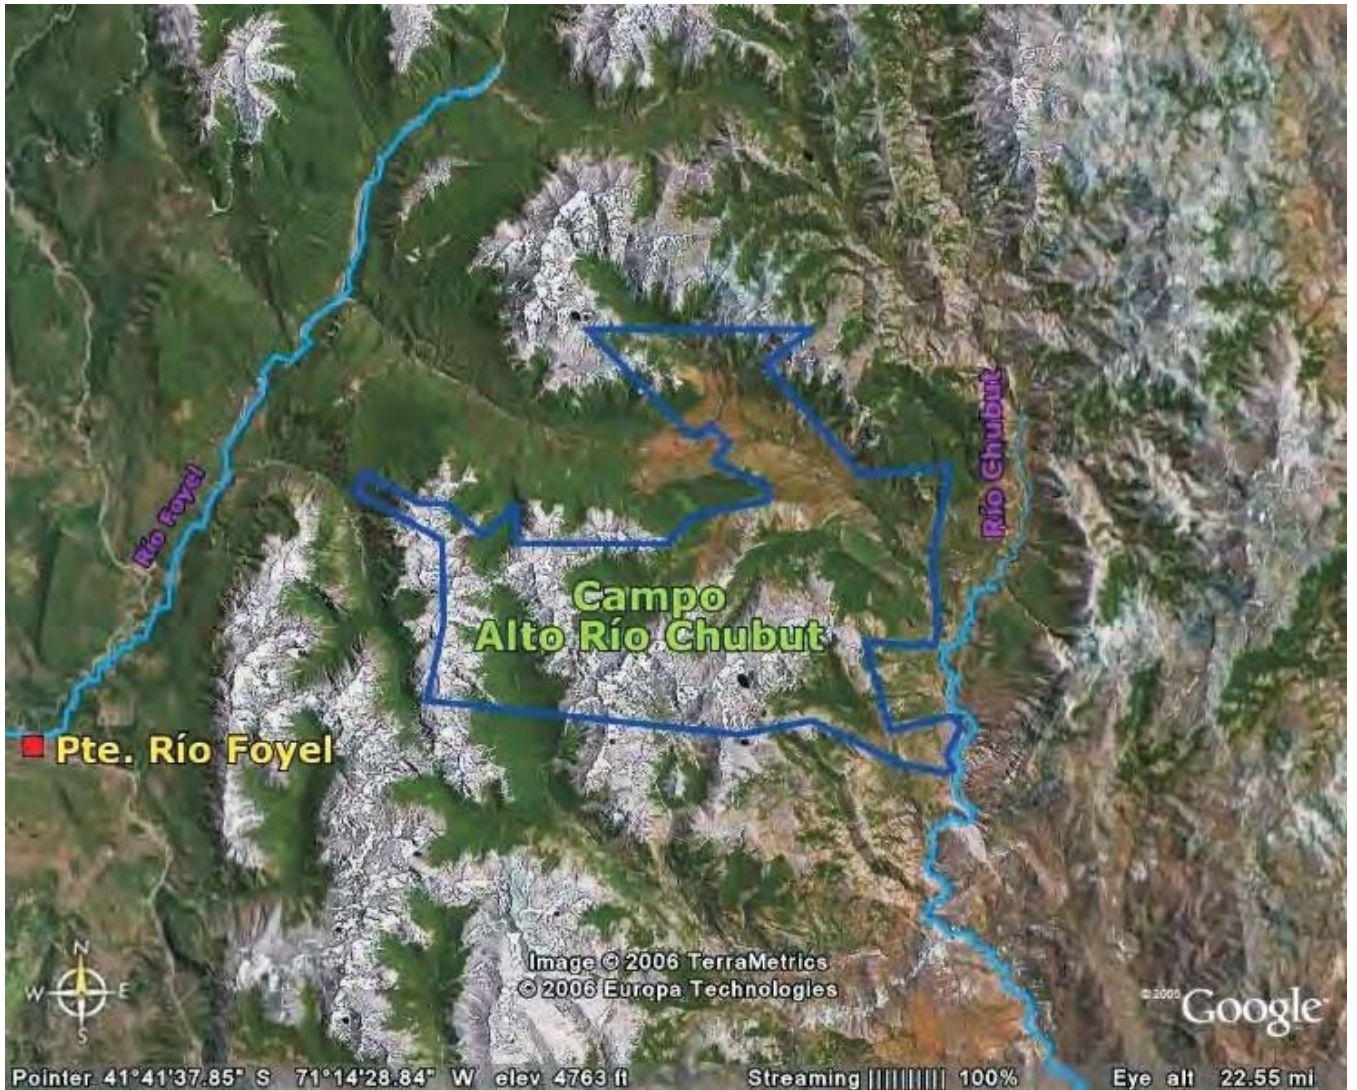 Río Chubut
Río Foyel
Campo
Alto Río Chubut
Pte. Río Foyel
N
W E
S
Image © 2006 TerraMetrics
© 2006 Europa Technologies
©2005 Google
Pointer 41°41'37.85" S 71°14'28.84" W elev 4763 ft Streaming |||||||||| 100% Eye alt 22.55 mi